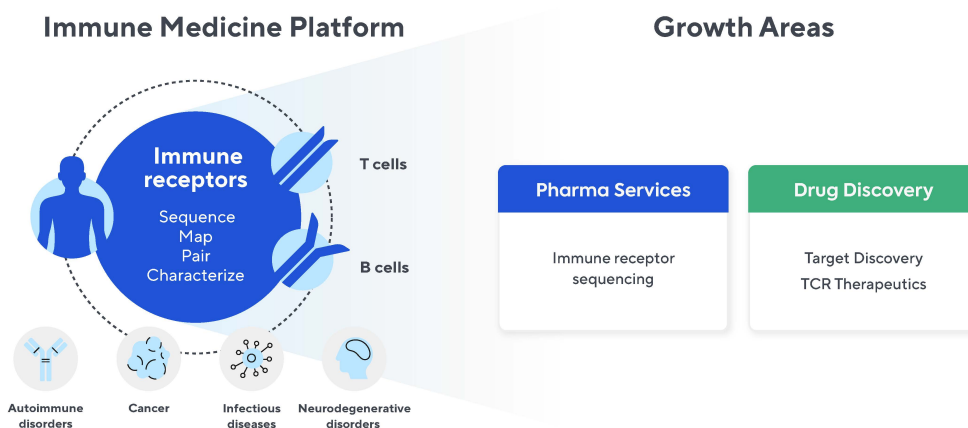 Immune Medicine Platform
Growth Areas
Immune
receptors
Sequence
Map
Pair
Characterize
T cells
B cells
Autoimmune
disorders
Cancer
Infectious
diseases
Neurodegenerative
disorders
Pharma Services
Immune receptor
sequencing
Drug Discovery
Target Discovery
TCR Therapeutics